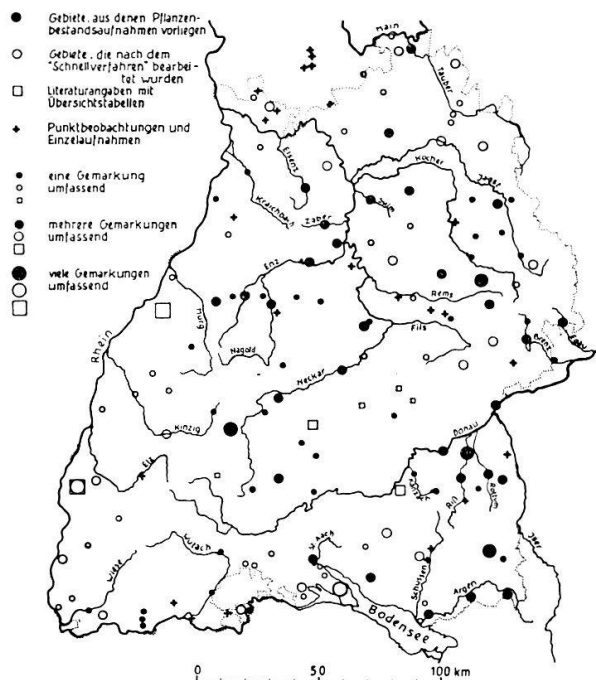 Gebiete, aus denen Pflanzen-
bestandsaufnahmen vorliegen
Gebiete, die nach dem
"Schnellverfahren" bearbei-
tet wurden
Literaturangaben mit
Übersichtstabellen
Punktbeobachtungen und
Einzelaufnahmen
eine Gemarkung
umfassend
mehrere Gemarkungen
umfassend
viele Gemarkungen
umfassend
Main
Tauber
Elsenz
Kocher
Jagst
Kraichbach
Zaber
Enz
Murg
Rems
Rhein
Nagold
Fils
Brenz
Neckar
Kinzig
Donau
Elz
Riß
Rottum
Iller
Wutach
Wiese
Schussen
Argen
Bodensee
0 50 100 km